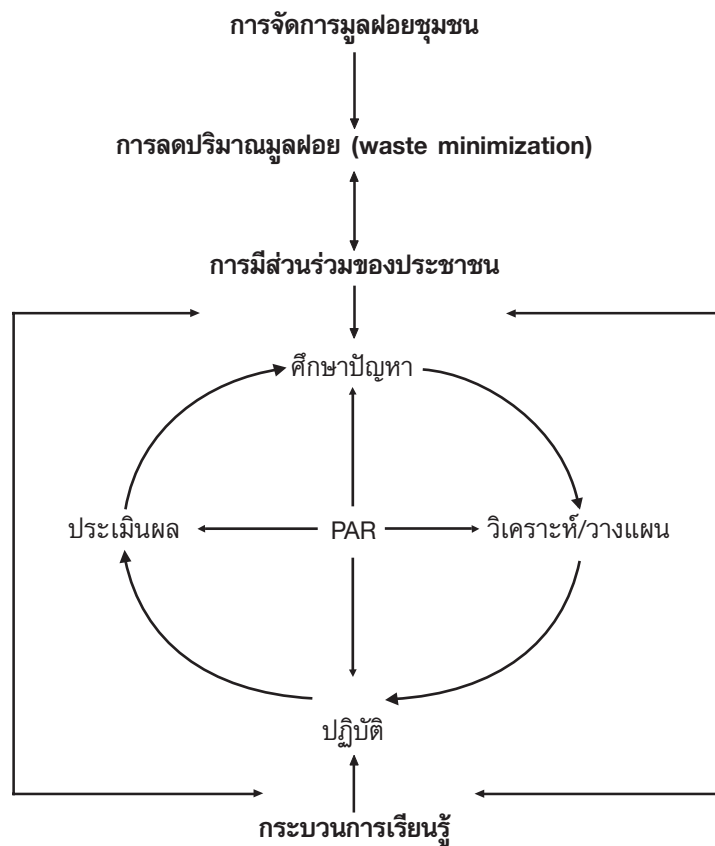 การจัดการมูลฝอยชุมชน
การลดปริมาณมูลฝอย (waste minimization)
การมีส่วนร่วมของประชาชน
ศึกษาปัญหา
ประเมินผล
PAR
วิเคราะห์/วางแผน
ปฏิบัติ
กระบวนการเรียนรู้